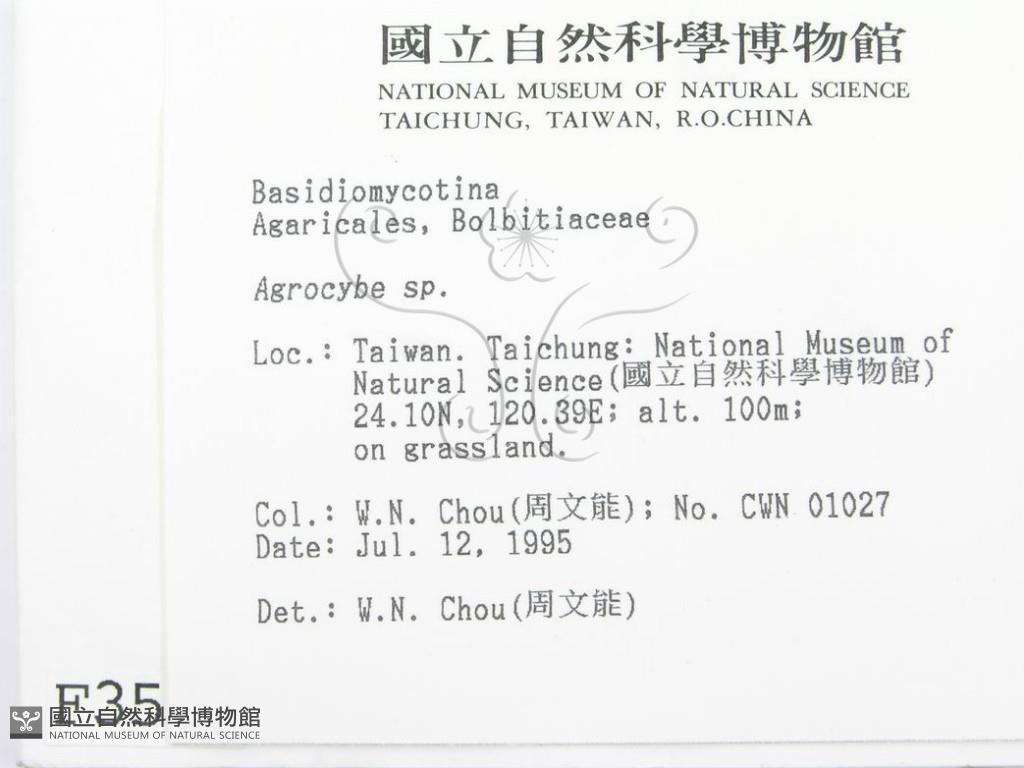 國立自然科學博物館
NATIONAL MUSEUM OF NATURAL SCIENCE
TAICHUNG, TAIWAN, R.O.CHINA
Basidiomycotina
Agaricales, Bolbitiaceae
Agrocybe sp.
Loc.: Taiwan. Taichung: National Museum of
Natural Science(國立自然科學博物館)
24.10N, 120.39E; alt. 100m;
on grassland.
Col.: W.N. Chou(周文能); No. CWN 01027
Date: Jul. 12, 1995
Det.: W.N. Chou(周文能)
F35
國立自然科學博物館
NATIONAL MUSEUM OF NATURAL SCIENCE